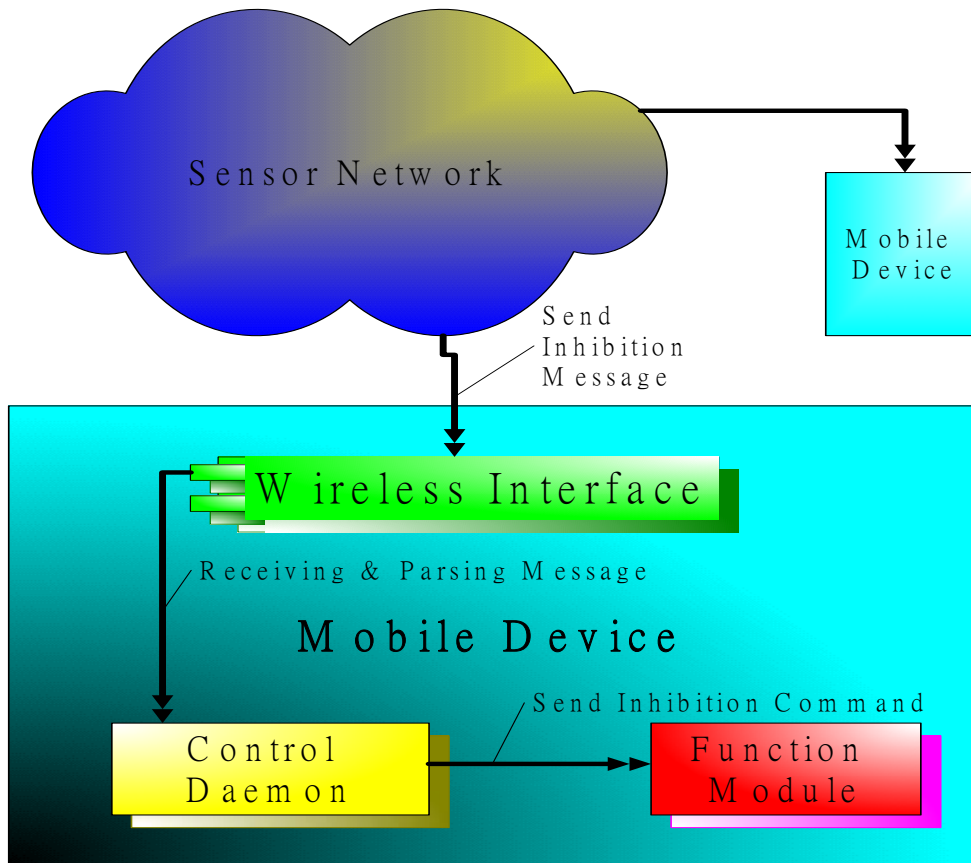 Sensor Network
Mobile
Device
Send
Inhibition
Message
Wireless Interface
Receiving & Parsing Message
Mobile Device
Send Inhibition Command
Control
Daemon
Function
Module